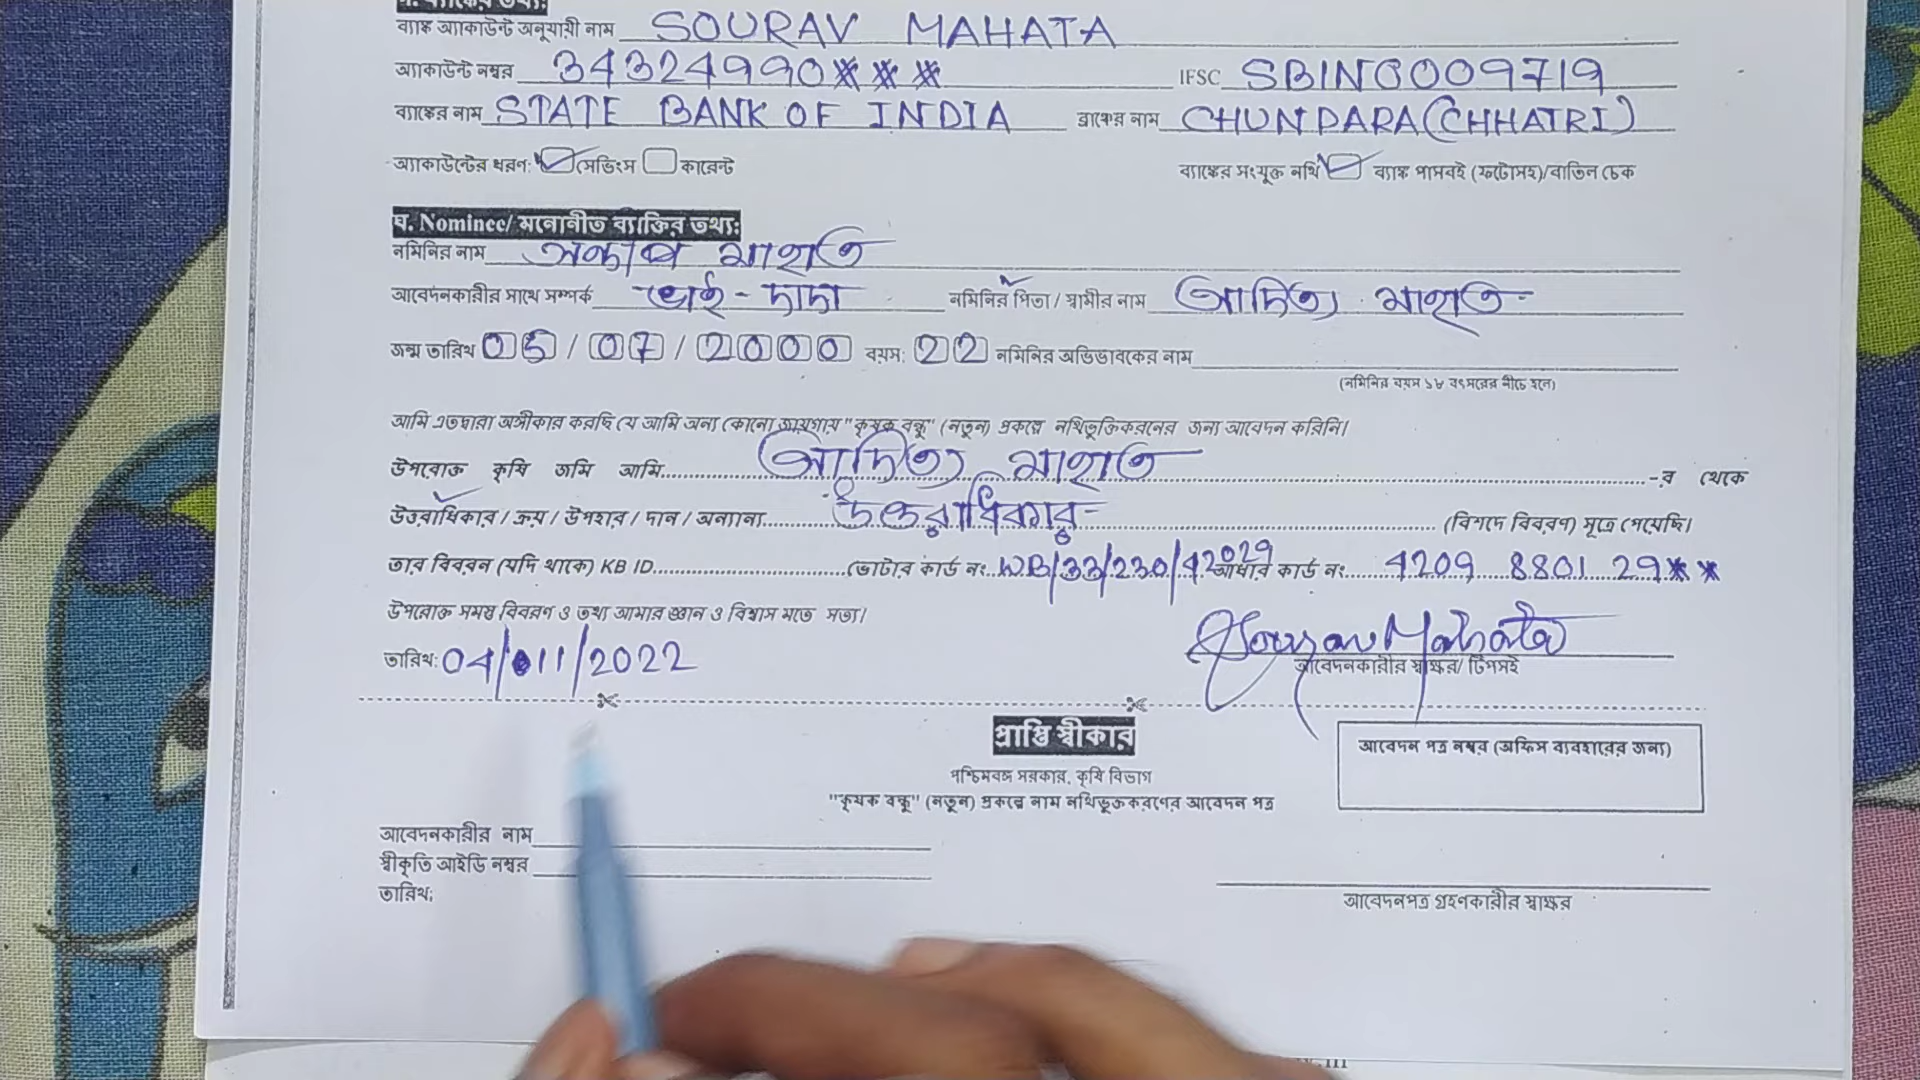 ব্যাঙ্ক অ্যাকাউন্ট অনুযায়ী নাম SOURAV MAHATA
অ্যাকাউন্ট নম্বর 34324990*** IFSC SBIN0009719
ব্যাঙ্কের নাম STATE BANK OF INDIA ব্রাঞ্চের নাম CHUNDARA(CHHATRI)
অ্যাকাউন্টের ধরণ: সেভিংস কারেন্ট ব্যাঙ্কের সংযুক্ত নথি ব্যাঙ্ক পাসবই (ফটোসহ)/বাতিল চেক
ঘ. Nominee/ মনোনীত ব্যাক্তির তথ্য:
নমিনির নাম মাহাত
আবেদনকারীর সাথে সম্পর্ক ভাই - দাদা নমিনির পিতা / স্বামীর নাম আদিত্য মাহাত
জন্ম তারিখ 05/07/2000 বয়স: 22 নমিনির অভিভাবকের নাম
(নমিনির বয়স ১৮ বৎসরের নীচে হলে)
আমি এতদ্বারা অঙ্গীকার করছি যে আমি অন্য কোনো জায়গায় "কৃষক বন্ধু" (নতুন) প্রকল্পে নথিভুক্তিকরনের জন্য আবেদন করিনি।
উপরোক্ত কৃষি জমি আমি আদিত্য মাহাত -র থেকে
উত্তরাধিকার / ক্রয় / উপহার / দান / অন্যান্য উত্তরাধিকার (বিশদে বিবরণ) সূত্রে পেয়েছি।
তার বিবরন (যদি থাকে) KB ID ভোটার কার্ড নং WB/33/230/42029 আধার কার্ড নং 4209 8801 29**
উপরোক্ত সমস্ত বিবরণ ও তথ্য আমার জ্ঞান ও বিশ্বাস মতে সত্য।
তারিখ: 04/11/2022 Sourav Mahata
আবেদনকারীর স্বাক্ষর/ টিপসই
প্রাপ্তি স্বীকার
আবেদন পত্র নম্বর (অফিস ব্যবহারের জন্য)
পশ্চিমবঙ্গ সরকার, কৃষি বিভাগ
"কৃষক বন্ধু" (নতুন) প্রকল্পে নাম নথিভুক্তকরণের আবেদন পত্র
আবেদনকারীর নাম
স্বীকৃতি আইডি নম্বর
তারিখ:
আবেদনপত্র গ্রহণকারীর স্বাক্ষর